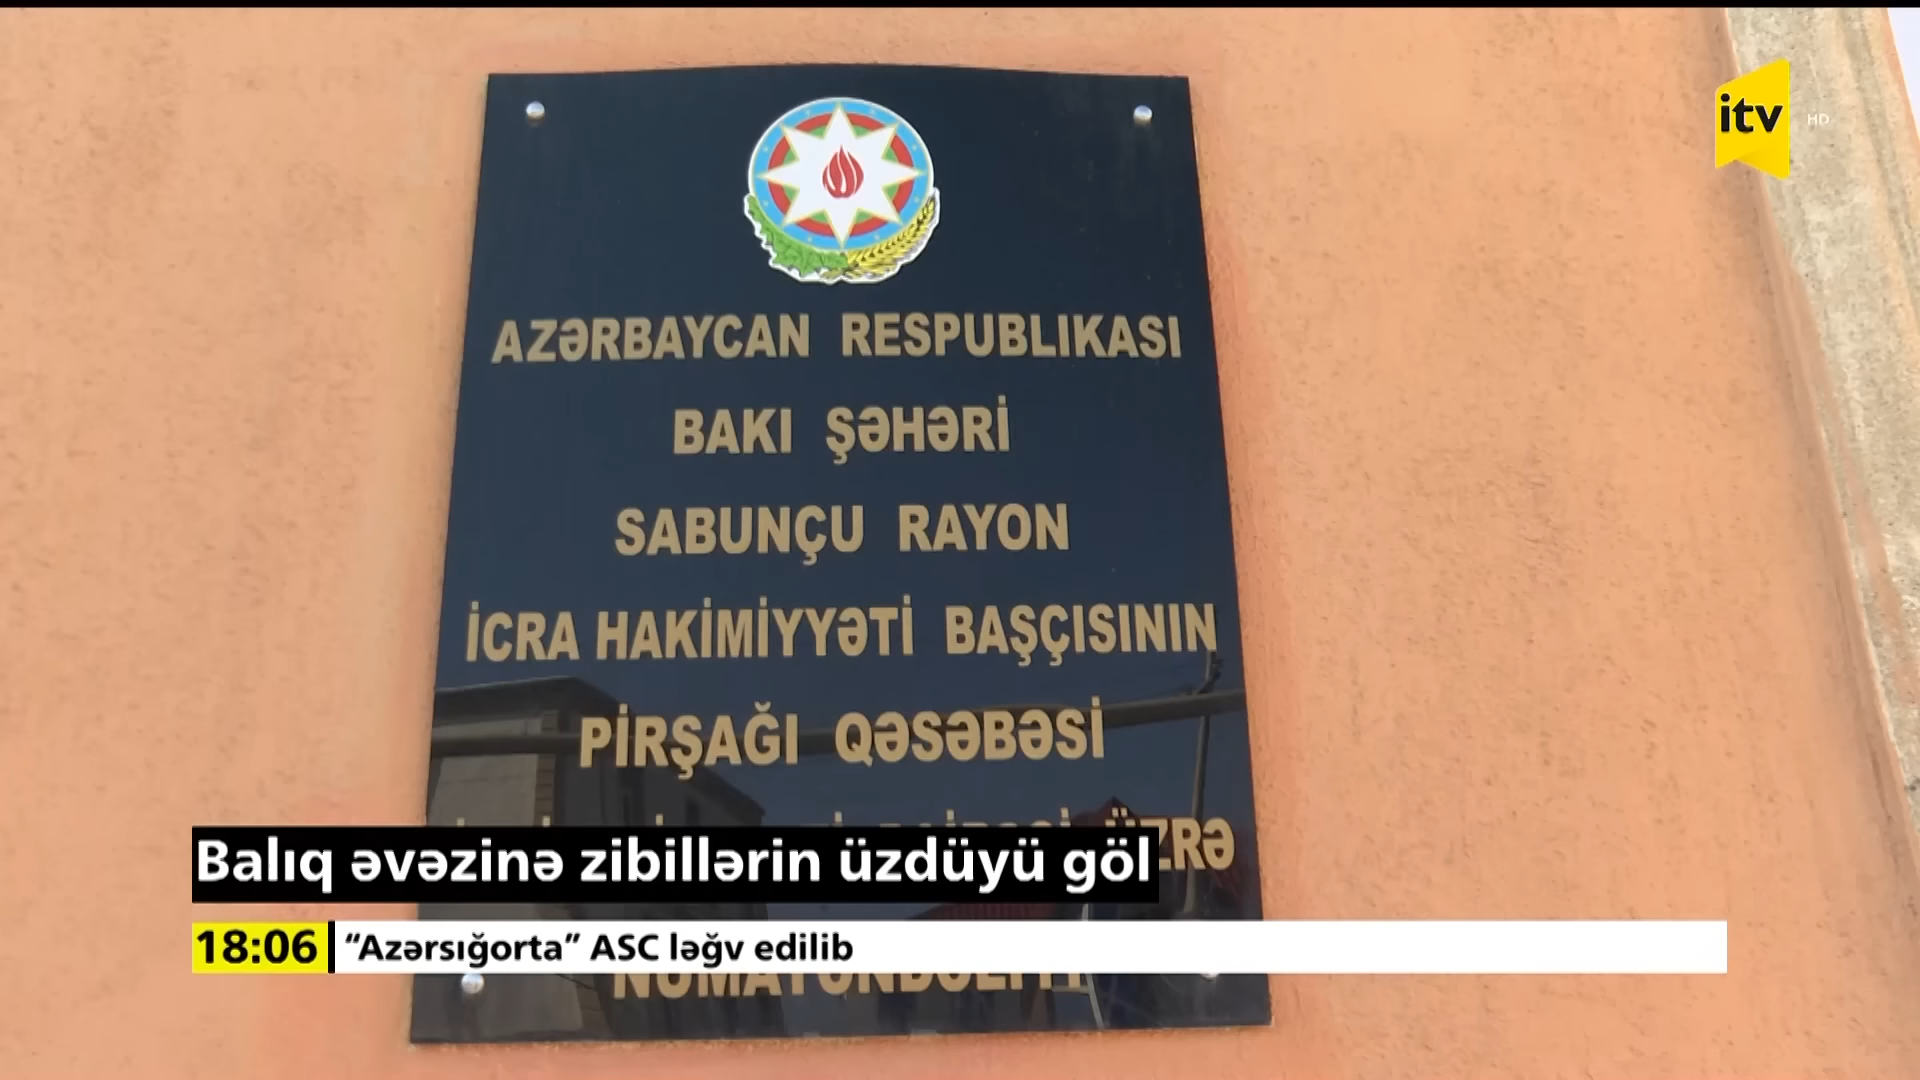 itv HD
AZƏRBAYCAN RESPUBLIKASI
BAKI ŞƏHƏRİ
SABUNÇU RAYON
İCRA HAKİMİYYƏTİ BAŞÇISININ
PİRŞAĞI QƏSƏBƏSİ
ÜZRƏ
Balıq əvəzinə zibillərin üzdüyü göl
18:06 “Azərsığorta” ASC ləğv edilib